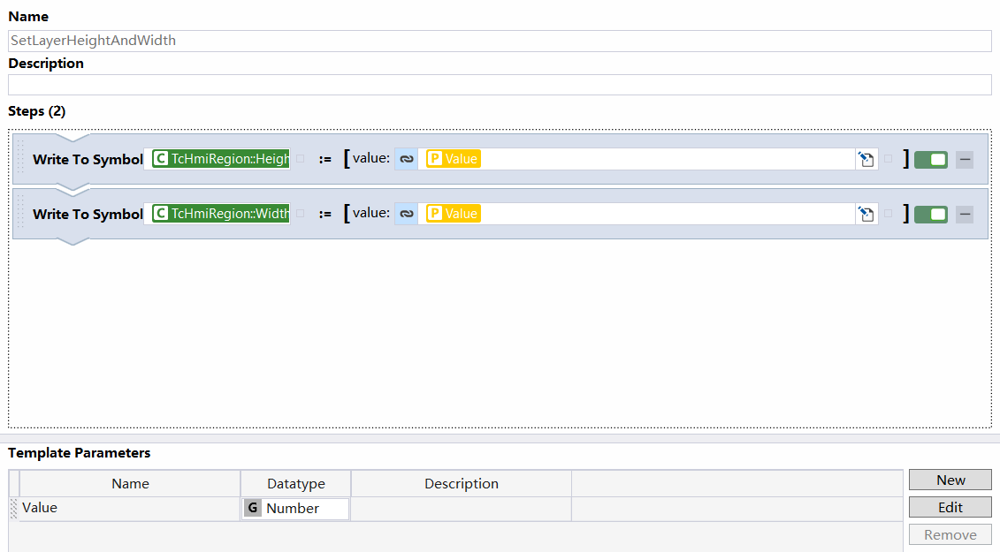 Name
SetLayerHeightAndWidth
Description
Steps (2)
Write To Symbol C TcHmiRegion::Heigh := [ value: P Value ]
Write To Symbol C TcHmiRegion::Width := [ value: P Value ]
Template Parameters
Name Datatype Description New
Value G Number Edit
Remove